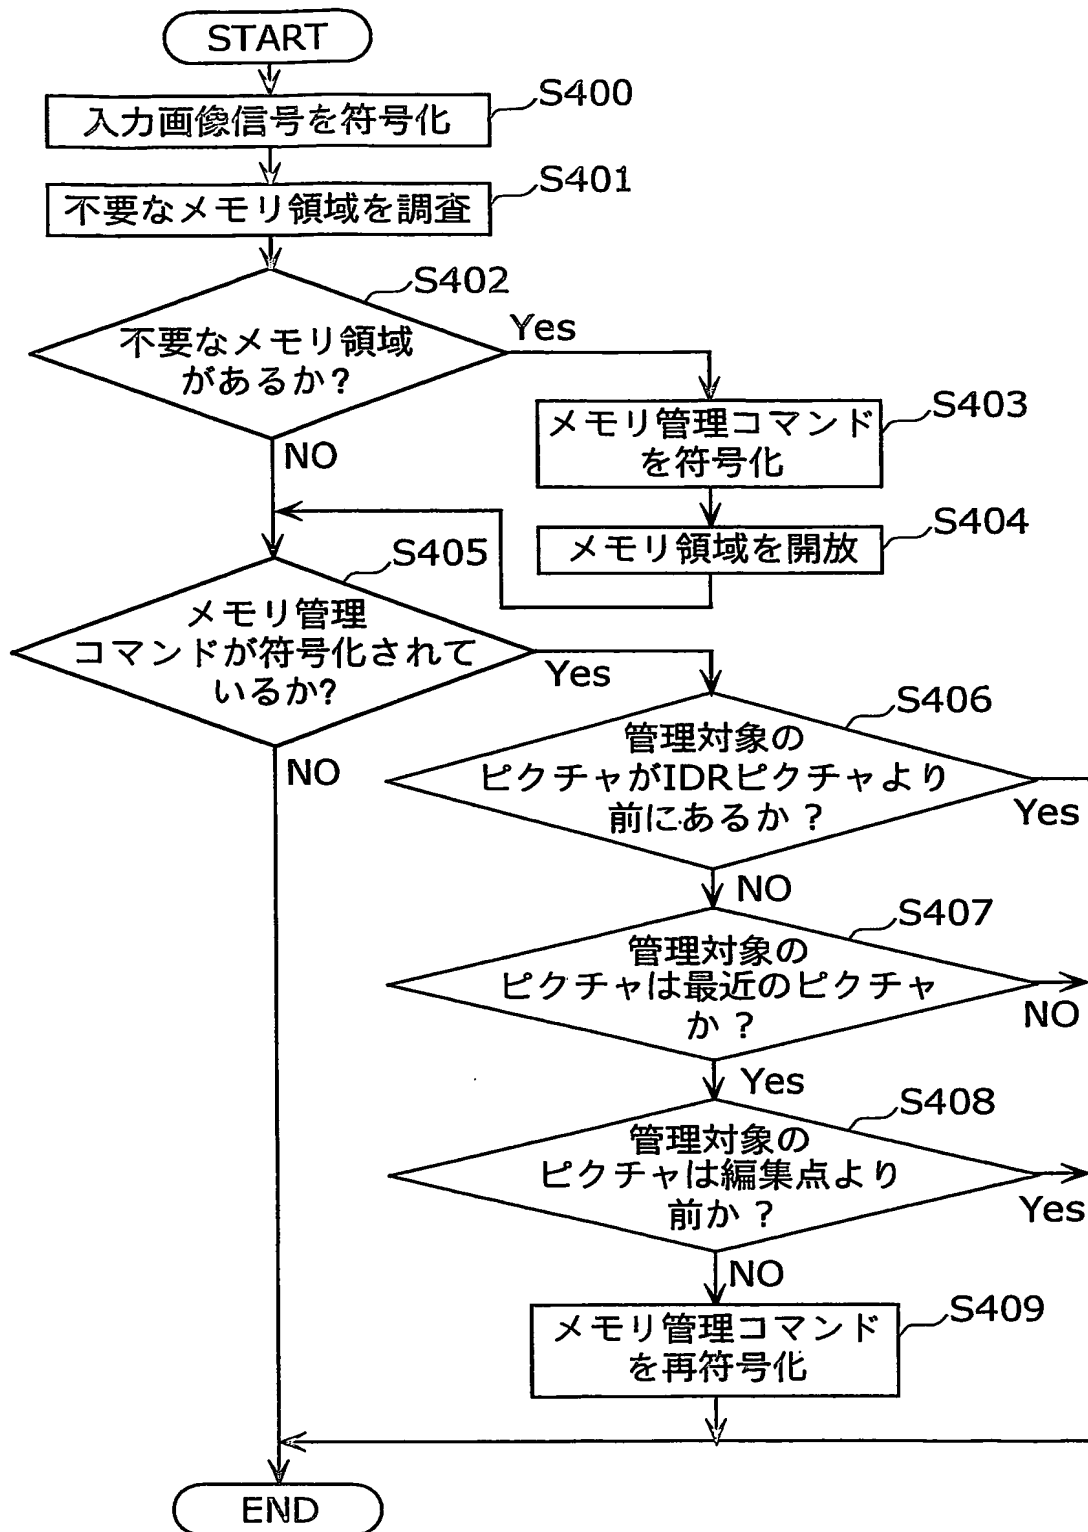 START
S400
入力画像信号を符号化
S401
不要なメモリ領域を調査
S402
不要なメモリ領域
があるか?
Yes
NO
S403
メモリ管理コマンド
を符号化
S404
メモリ領域を開放
S405
メモリ管理
コマンドが符号化されて
いるか?
Yes
NO
S406
管理対象の
ピクチャがIDRピクチャより
前にあるか?
Yes
NO
S407
管理対象の
ピクチャは最近のピクチャ
か?
NO
Yes
S408
管理対象の
ピクチャは編集点より
前か?
Yes
NO
S409
メモリ管理コマンド
を再符号化
END